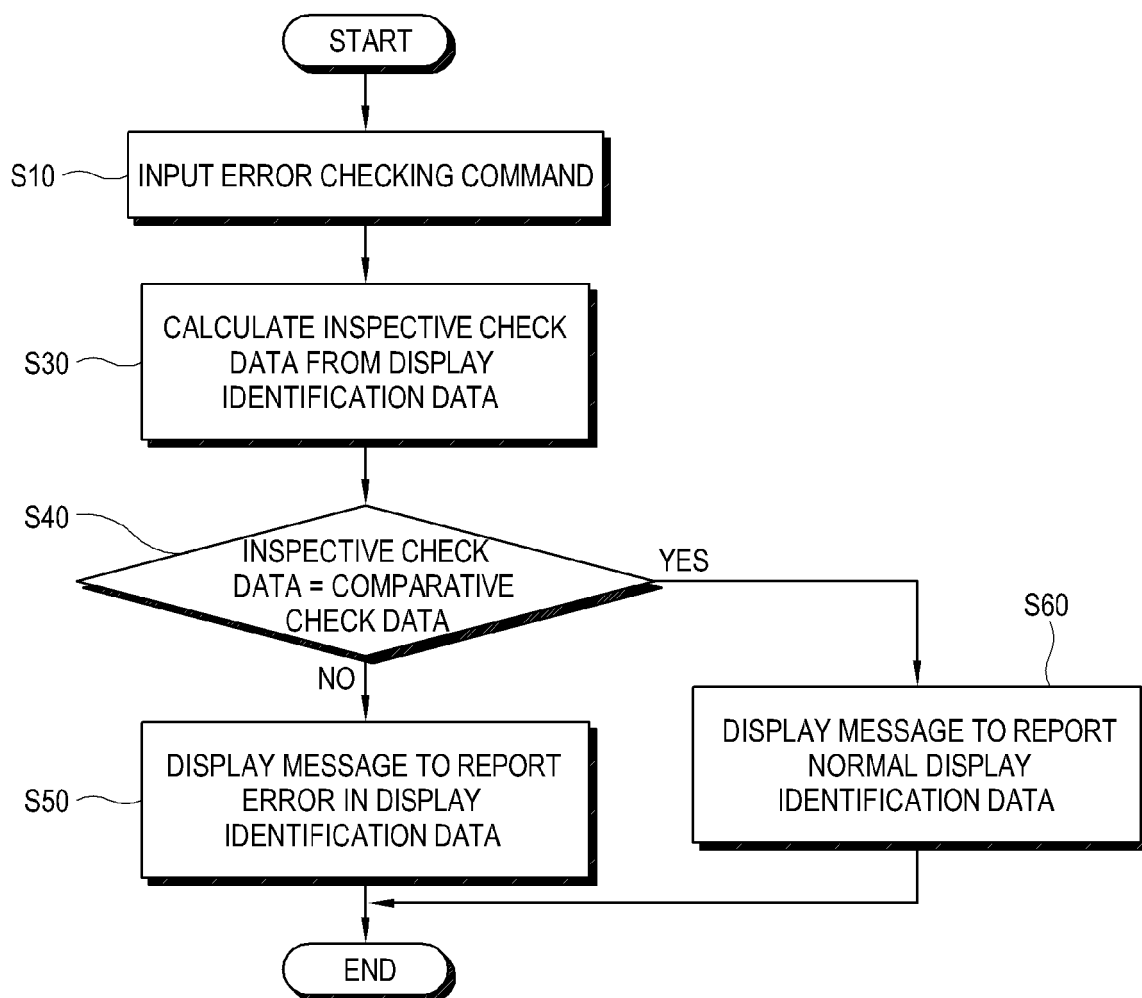 START
S10
INPUT ERROR CHECKING COMMAND
S30
CALCULATE INSPECTIVE CHECK
DATA FROM DISPLAY
IDENTIFICATION DATA
S40
INSPECTIVE CHECK
DATA = COMPARATIVE
CHECK DATA
YES
NO
S60
DISPLAY MESSAGE TO REPORT
NORMAL DISPLAY
IDENTIFICATION DATA
S50
DISPLAY MESSAGE TO REPORT
ERROR IN DISPLAY
IDENTIFICATION DATA
END